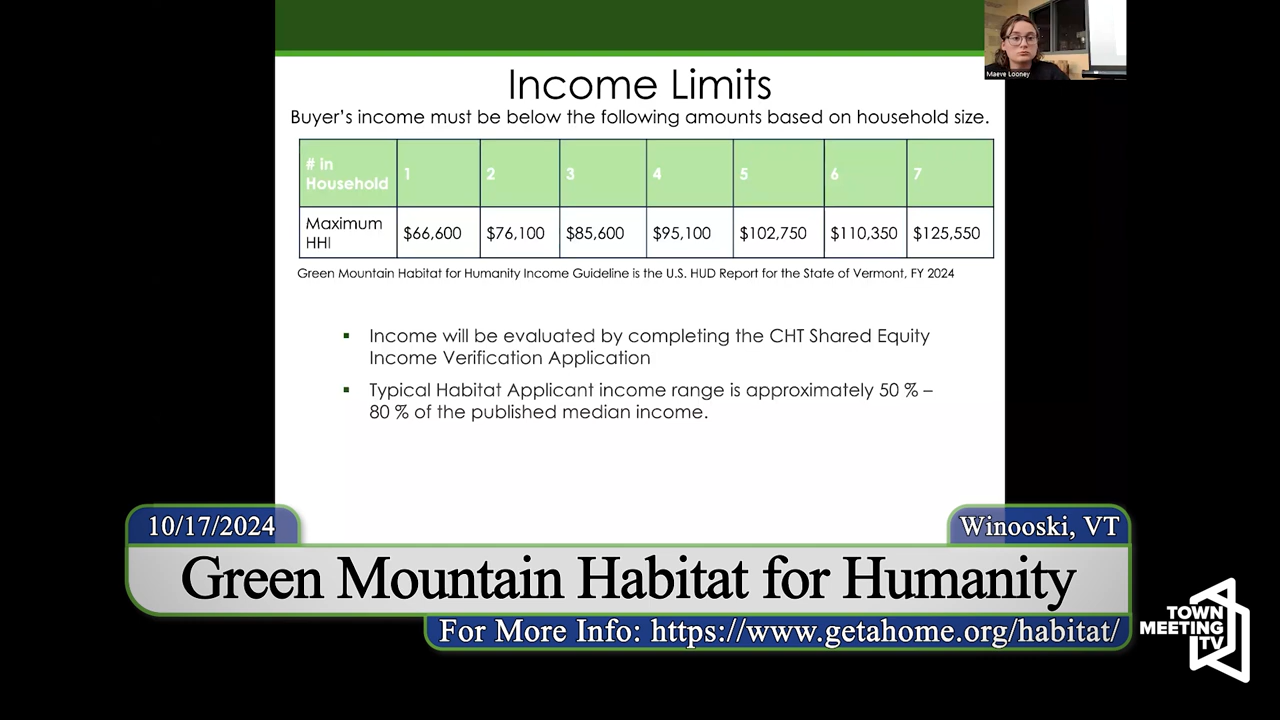 Maeve Looney
Income Limits
Buyer's income must be below the following amounts based on household size.
# in Household 1 2 3 4 5 6 7
Maximum HHI $66,600 $76,100 $85,600 $95,100 $102,750 $110,350 $125,550
Green Mountain Habitat for Humanity Income Guideline is the U.S. HUD Report for the State of Vermont, FY 2024
▪ Income will be evaluated by completing the CHT Shared Equity
Income Verification Application
▪ Typical Habitat Applicant income range is approximately 50 % –
80 % of the published median income.
10/17/2024
Winooski, VT
Green Mountain Habitat for Humanity
For More Info: https://www.getahome.org/habitat/
TOWN
MEETING
TV